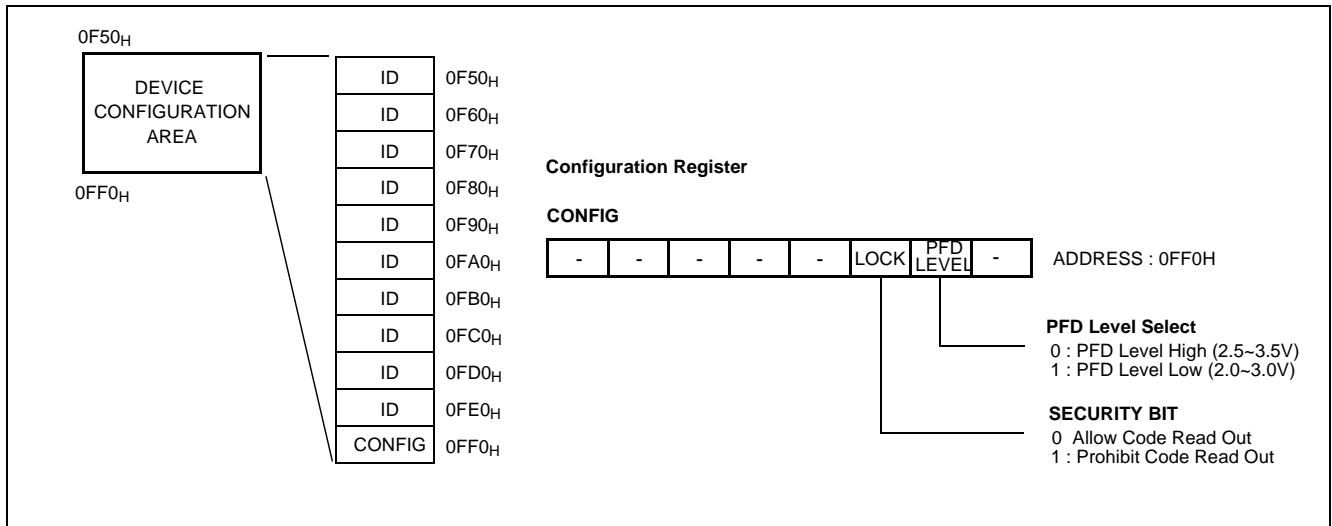 0F50H
DEVICE
CONFIGURATION
AREA
0FF0H
ID 0F50H
ID 0F60H
ID 0F70H
ID 0F80H
ID 0F90H
ID 0FA0H
ID 0FB0H
ID 0FC0H
ID 0FD0H
ID 0FE0H
CONFIG 0FF0H
Configuration Register
CONFIG
- - - - - LOCK PFD LEVEL - ADDRESS : 0FF0H
PFD Level Select
0 : PFD Level High (2.5~3.5V)
1 : PFD Level Low (2.0~3.0V)
SECURITY BIT
0 Allow Code Read Out
1 : Prohibit Code Read Out